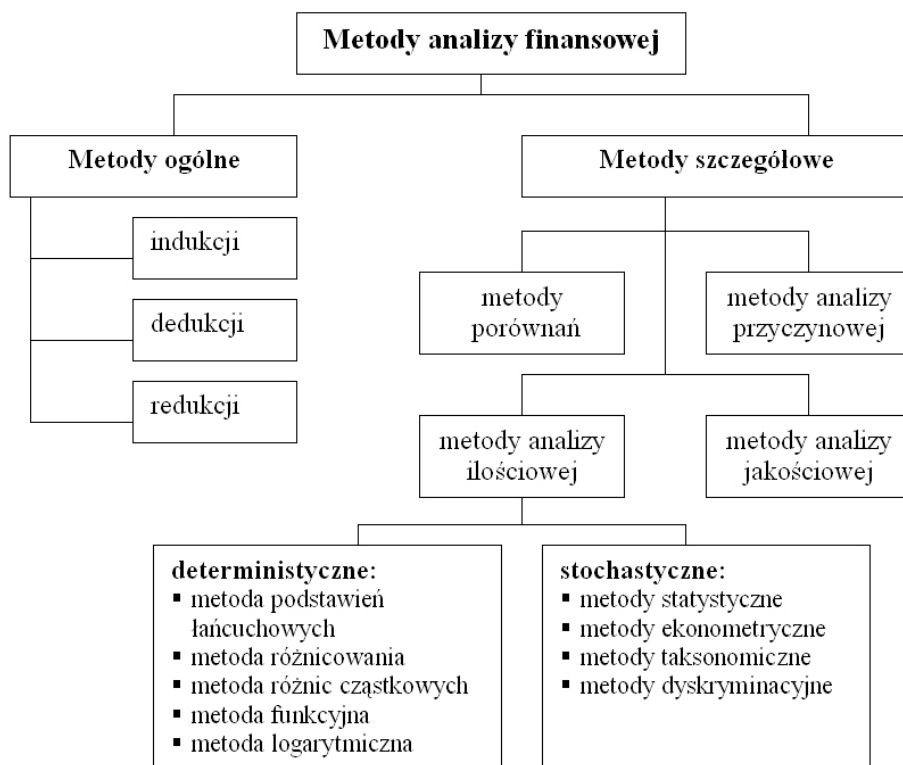 Metody analizy finansowej
Metody ogólne
Metody szczegółowe
indukcji
dedukcji
redukcji
metody
porównań
metody analizy
przyczynowej
metody analizy
ilościowej
metody analizy
jakościowej
deterministyczne:
▪ metoda podstawień
łańcuchowych
▪ metoda różnicowania
▪ metoda różnic cząstkowych
▪ metoda funkcyjna
▪ metoda logarytmiczna
stochastyczne:
▪ metody statystyczne
▪ metody ekonometryczne
▪ metody taksonomiczne
▪ metody dyskryminacyjne